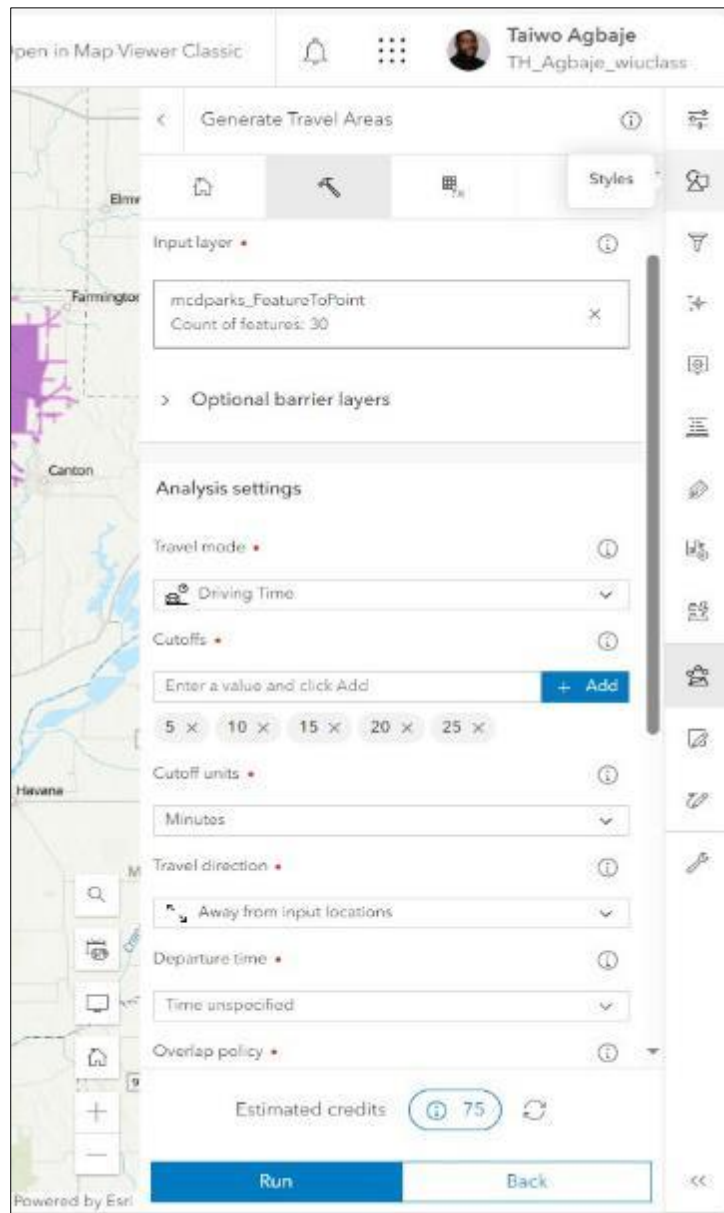 Open in Map Viewer Classic
Taiwo Agbaje
TH_Agbaje_wiuclass
Generate Travel Areas
Styles
Input layer •
mcdparks_FeatureToPoint
Count of features: 30
Optional barrier layers
Analysis settings
Travel mode •
Driving Time
Cutoffs •
Enter a value and click Add
+ Add
5 × 10 × 15 × 20 × 25 ×
Cutoff units •
Minutes
Travel direction •
Away from input locations
Departure time •
Time unspecified
Overlap policy •
Estimated credits 75
Run Back
Farmington
Canton
Havana
9
Powered by Esri